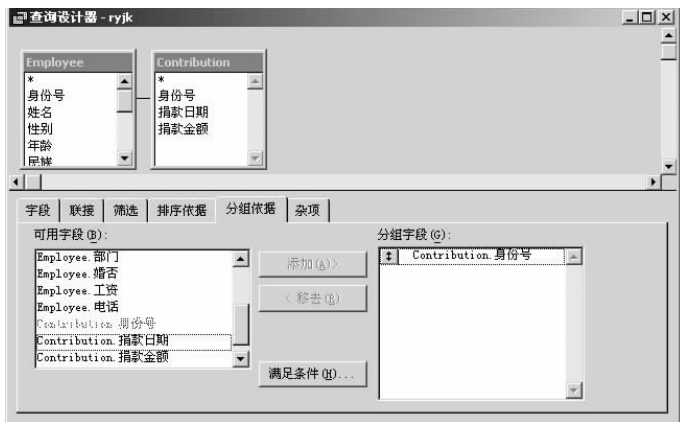 查询设计器 - ryjk
Employee
*
身份号
姓名
性别
年龄
民族
Contribution
*
身份号
捐款日期
捐款金额
字段 联接 筛选 排序依据 分组依据 杂项
可用字段(B):
Employee.部门
Employee.婚否
Employee.工资
Employee.电话
Contribution.身份号
Contribution.捐款日期
Contribution.捐款金额
添加(A)>
< 移去(R)
满足条件(H)...
分组字段(G):
Contribution.身份号